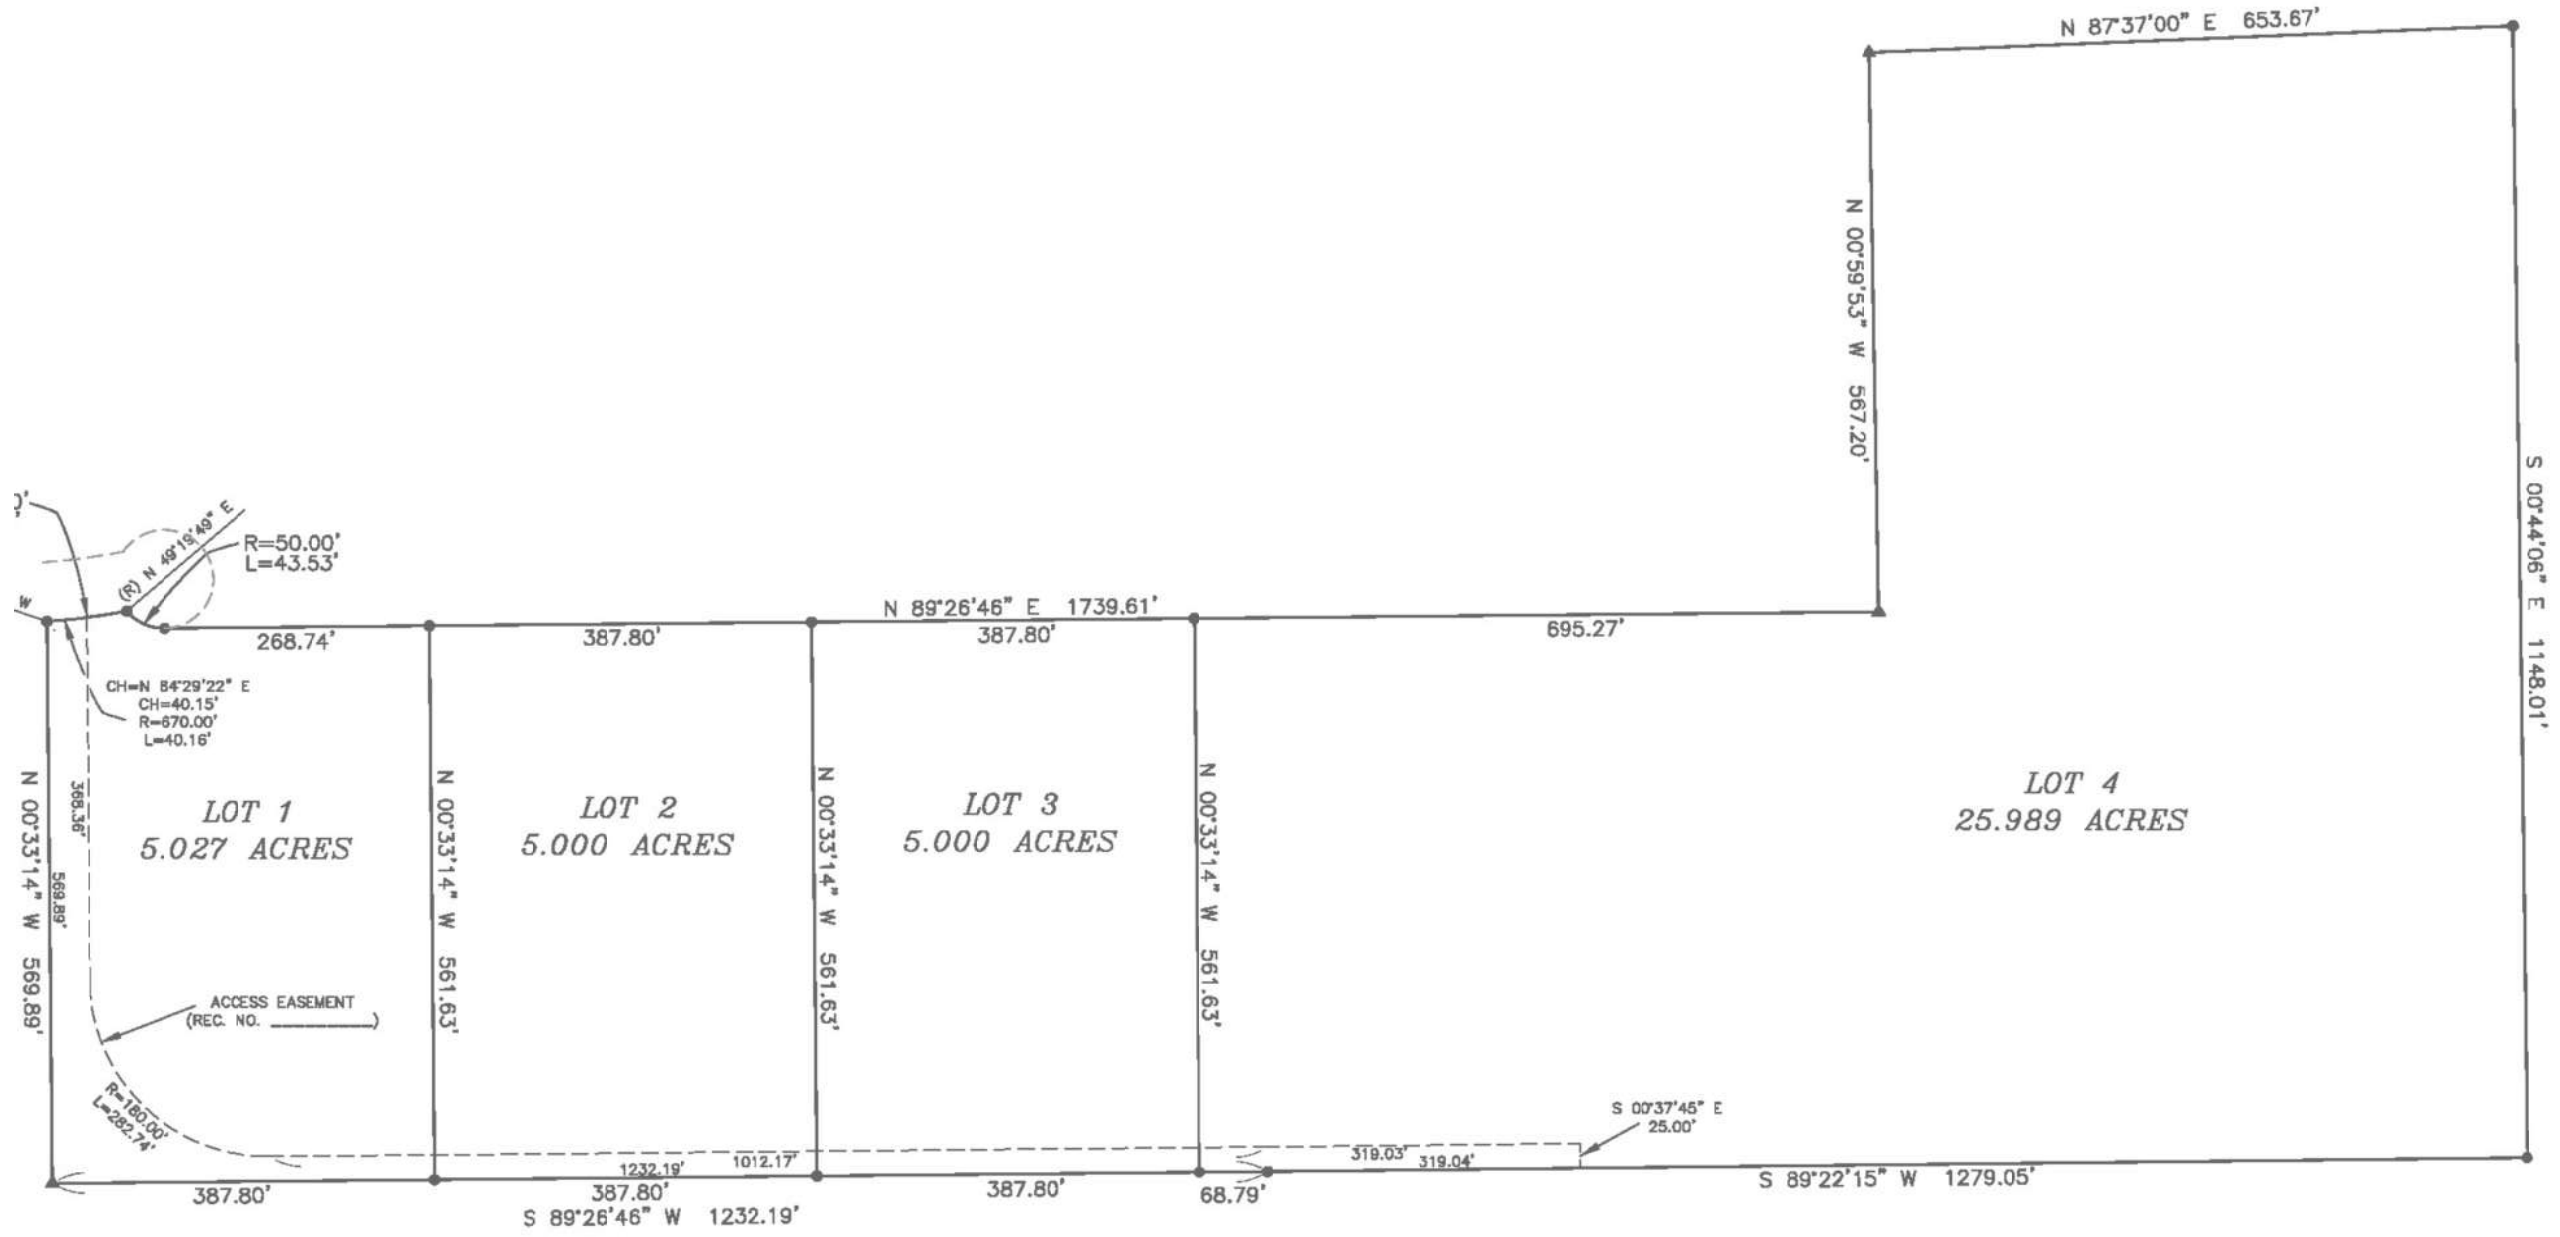 N 87°37'00" E 653.67'
N 00°59'53" W 567.20'
S 00°44'06" E 1148.01'
(R) N 49°19'49" E
R=50.00'
L=43.53'
W
N 89°26'46" E 1739.61'
268.74'
387.80'
387.80'
695.27'
CH=N 84°29'22" E
CH=40.15'
R=670.00'
L=40.16'
N 00°33'14" W 569.89'
569.89'
368.36'
LOT 1
5.027 ACRES
N 00°33'14" W 561.63'
LOT 2
5.000 ACRES
N 00°33'14" W 561.63'
LOT 3
5.000 ACRES
N 00°33'14" W 561.63'
LOT 4
25.989 ACRES
ACCESS EASEMENT
(REC. NO. __________)
R=180.00'
L=282.74'
S 00°37'45" E
25.00'
1232.19'
1012.17'
319.03'
319.04'
387.80'
387.80'
387.80'
68.79'
S 89°22'15" W 1279.05'
S 89°26'46" W 1232.19'